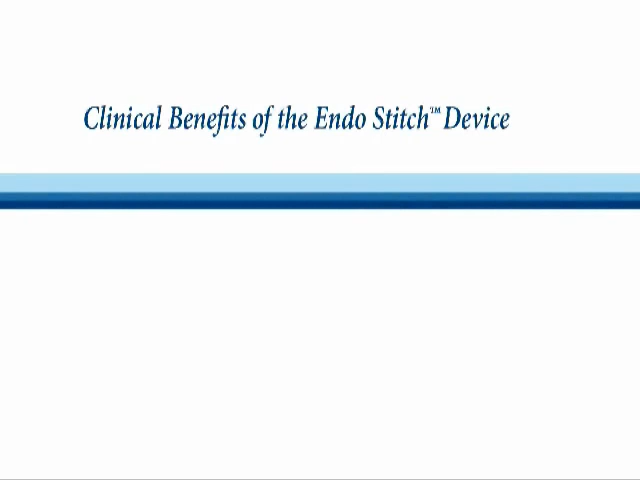 Clinical Benefits of the Endo Stitch™ Device